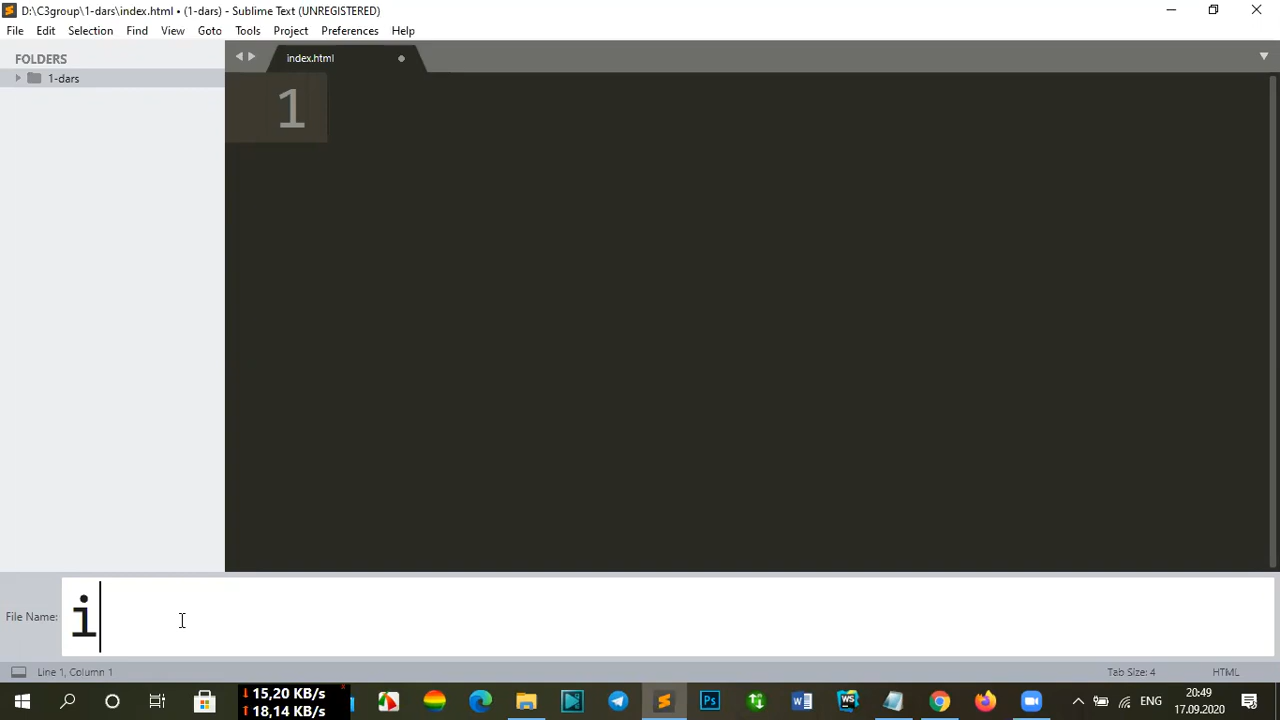 D:\C3group\1-dars\index.html • (1-dars) - Sublime Text (UNREGISTERED)
File Edit Selection Find View Goto Tools Project Preferences Help
FOLDERS
1-dars
index.html
1
File Name: i
Line 1, Column 1
Tab Size: 4
HTML
15,20 KB/s
18,14 KB/s
Ps
W
WS
ENG
20:49
17.09.2020